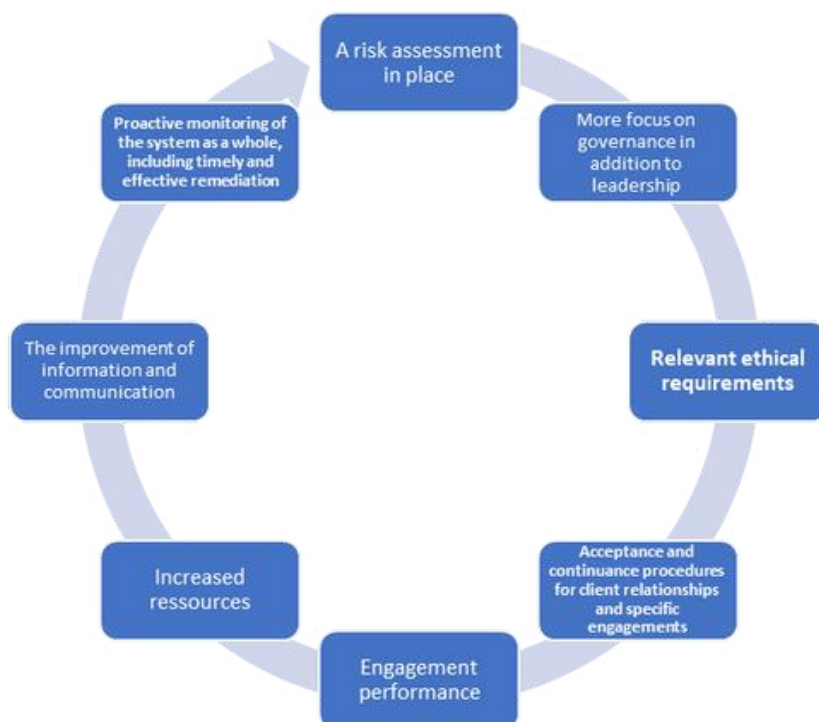 A risk assessment
in place
More focus on
governance in
addition to
leadership
Relevant ethical
requirements
Acceptance and
continuance procedures
for client relationships
and specific
engagements
Engagement
performance
Increased
ressources
The improvement of
information and
communication
Proactive monitoring of
the system as a whole,
including timely and
effective remediation